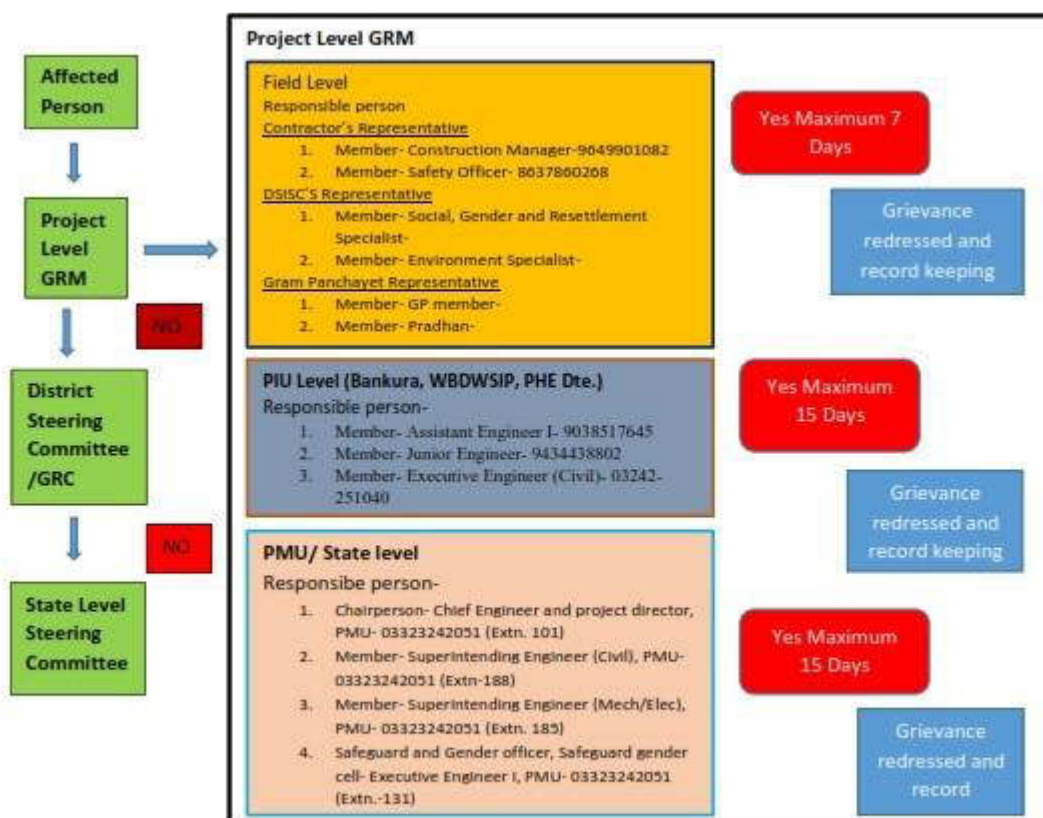 Affected
Person
Project
Level
GRM
NO
District
Steering
Committee
/GRC
NO
State Level
Steering
Committee
Project Level GRM
Field Level
Responsible person
Contractor's Representative
1. Member- Construction Manager-9649901082
2. Member- Safety Officer- 8637860268
DSISC'S Representative
1. Member- Social, Gender and Resettlement
Specialist-
2. Member- Environment Specialist-
Gram Panchayet Representative
1. Member- GP member-
2. Member- Pradhan-
Yes Maximum 7
Days
Grievance
redressed and
record keeping
PIU Level (Bankura, WBDWSIP, PHE Dte.)
Responsible person-
1. Member- Assistant Engineer I- 9038517645
2. Member- Junior Engineer- 9434438802
3. Member- Executive Engineer (Civil)- 03242-
251040
Yes Maximum
15 Days
Grievance
redressed and
record keeping
PMU/ State level
Responsibe person-
1. Chairperson- Chief Engineer and project director,
PMU- 03323242051 (Extn. 101)
2. Member- Superintending Engineer (Civil), PMU-
03323242051 (Extn-188)
3. Member- Superintending Engineer (Mech/Elec),
PMU- 03323242051 (Extn. 185)
4. Safeguard and Gender officer, Safeguard gender
cell- Executive Engineer I, PMU- 03323242051
(Extn.-131)
Yes Maximum
15 Days
Grievance
redressed and
record